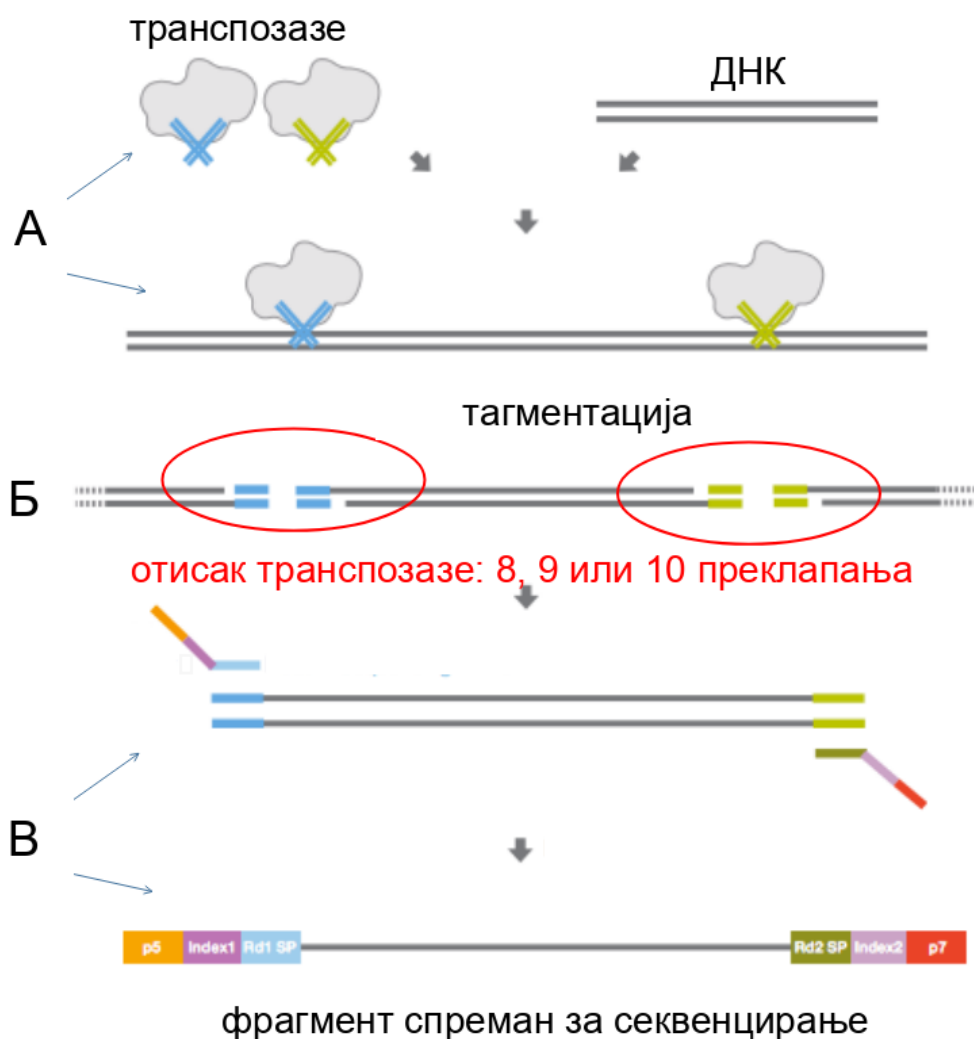 транспозазе
ДНК
А
тагментација
Б
отисак транспозазе: 8, 9 или 10 преклапања
В
p5 Index1 Rd1 SP Rd2 SP Index2 p7
фрагмент спреман за секвенцирање